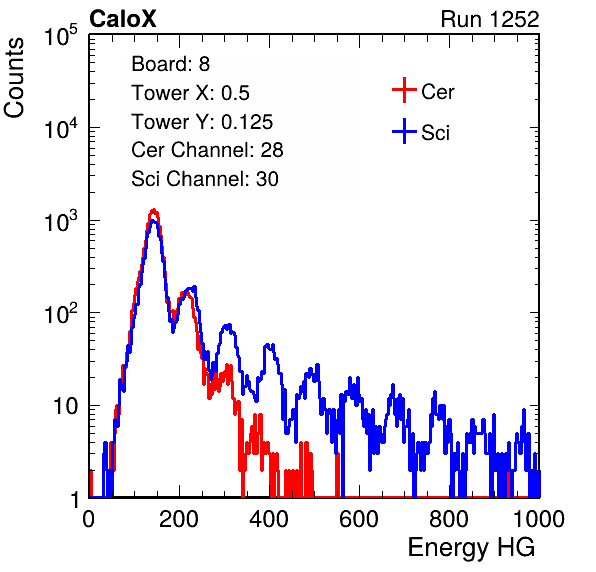 CaloX Run 1252
Counts
Board: 8
Tower X: 0.5
Tower Y: 0.125
Cer Channel: 28
Sci Channel: 30
Cer
Sci
10^5
10^4
10^3
10^2
10
1
0 200 400 600 800 1000
Energy HG